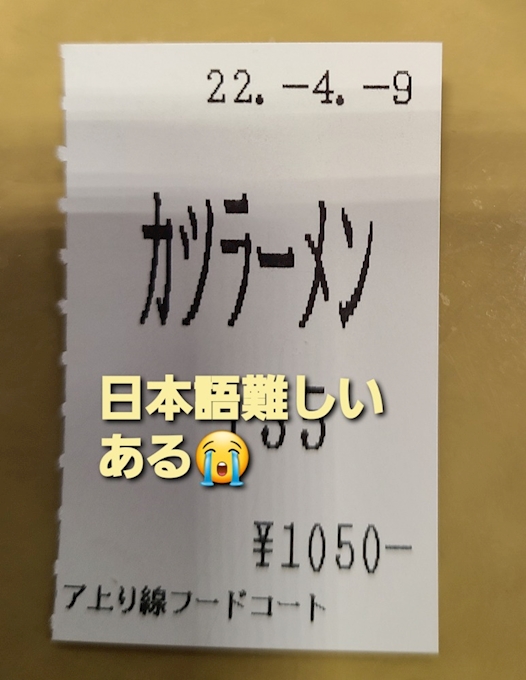 22.-4.-9
カツラーメン
日本語難しい
ある😭
¥1050-
ア上り線フードコート